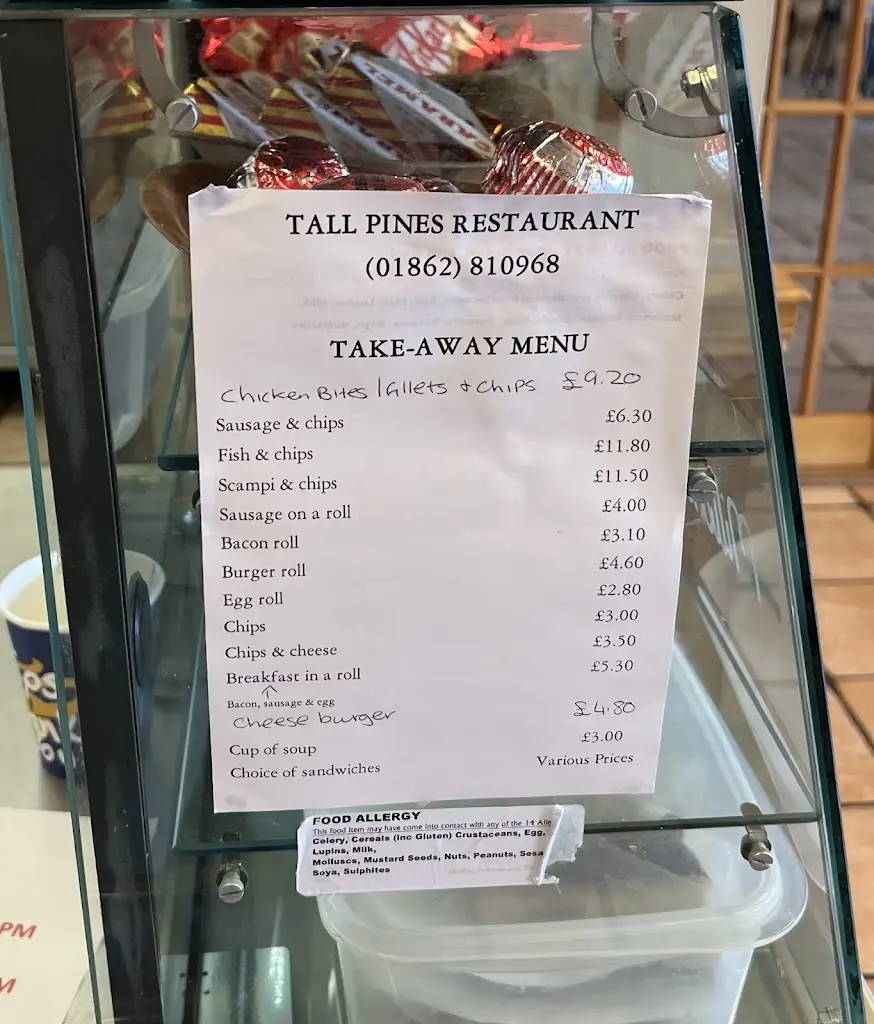 KitKat
TALL PINES RESTAURANT
(01862) 810968
TAKE-AWAY MENU
Chicken Bites / fillets & chips £9.20
Sausage & chips £6.30
Fish & chips £11.80
Scampi & chips £11.50
Sausage on a roll £4.00
Bacon roll £3.10
Burger roll £4.60
Egg roll £2.80
Chips £3.00
Chips & cheese £3.50
Breakfast in a roll £5.30
Bacon, sausage & egg
cheese burger £4.80
Cup of soup £3.00
Choice of sandwiches Various Prices
FOOD ALLERGY
This food item may have come into contact with any of the 14 Alle
Celery, Cereals (inc Gluten) Crustaceans, Egg,
Lupins, Milk,
Molluscs, Mustard Seeds, Nuts, Peanuts, Sesa
Soya, Sulphites
PM
M